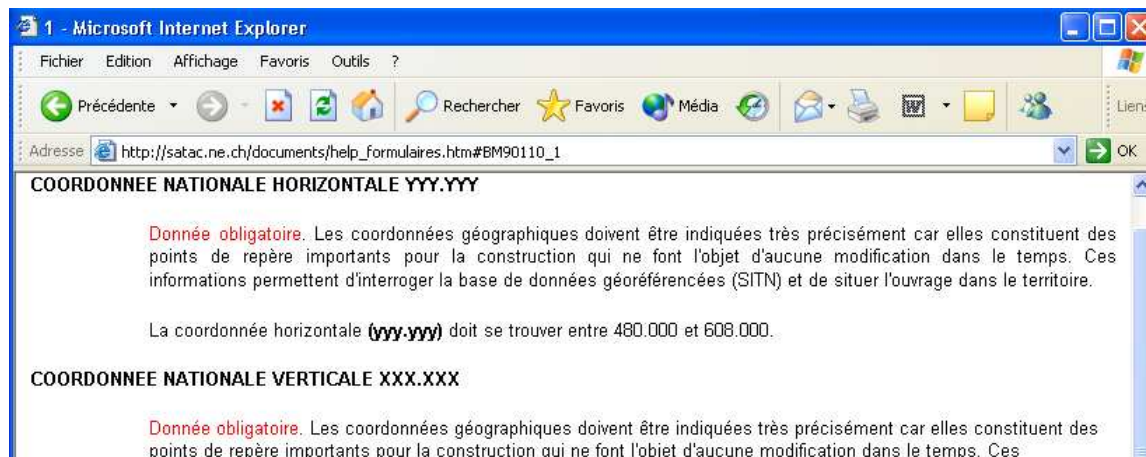 1 - Microsoft Internet Explorer
Fichier Edition Affichage Favoris Outils ?
Précédente Rechercher Favoris Média Liens
Adresse http://satac.ne.ch/documents/help_formulaires.htm#BM90110_1 OK
COORDONNEE NATIONALE HORIZONTALE YYY.YYY
Donnée obligatoire. Les coordonnées géographiques doivent être indiquées très précisément car elles constituent des
points de repère importants pour la construction qui ne font l'objet d'aucune modification dans le temps. Ces
informations permettent d'interroger la base de données géoréférencées (SITN) et de situer l'ouvrage dans le territoire.
La coordonnée horizontale (yyy.yyy) doit se trouver entre 480.000 et 608.000.
COORDONNEE NATIONALE VERTICALE XXX.XXX
Donnée obligatoire. Les coordonnées géographiques doivent être indiquées très précisément car elles constituent des
points de repère importants pour la construction qui ne font l'objet d'aucune modification dans le temps. Ces